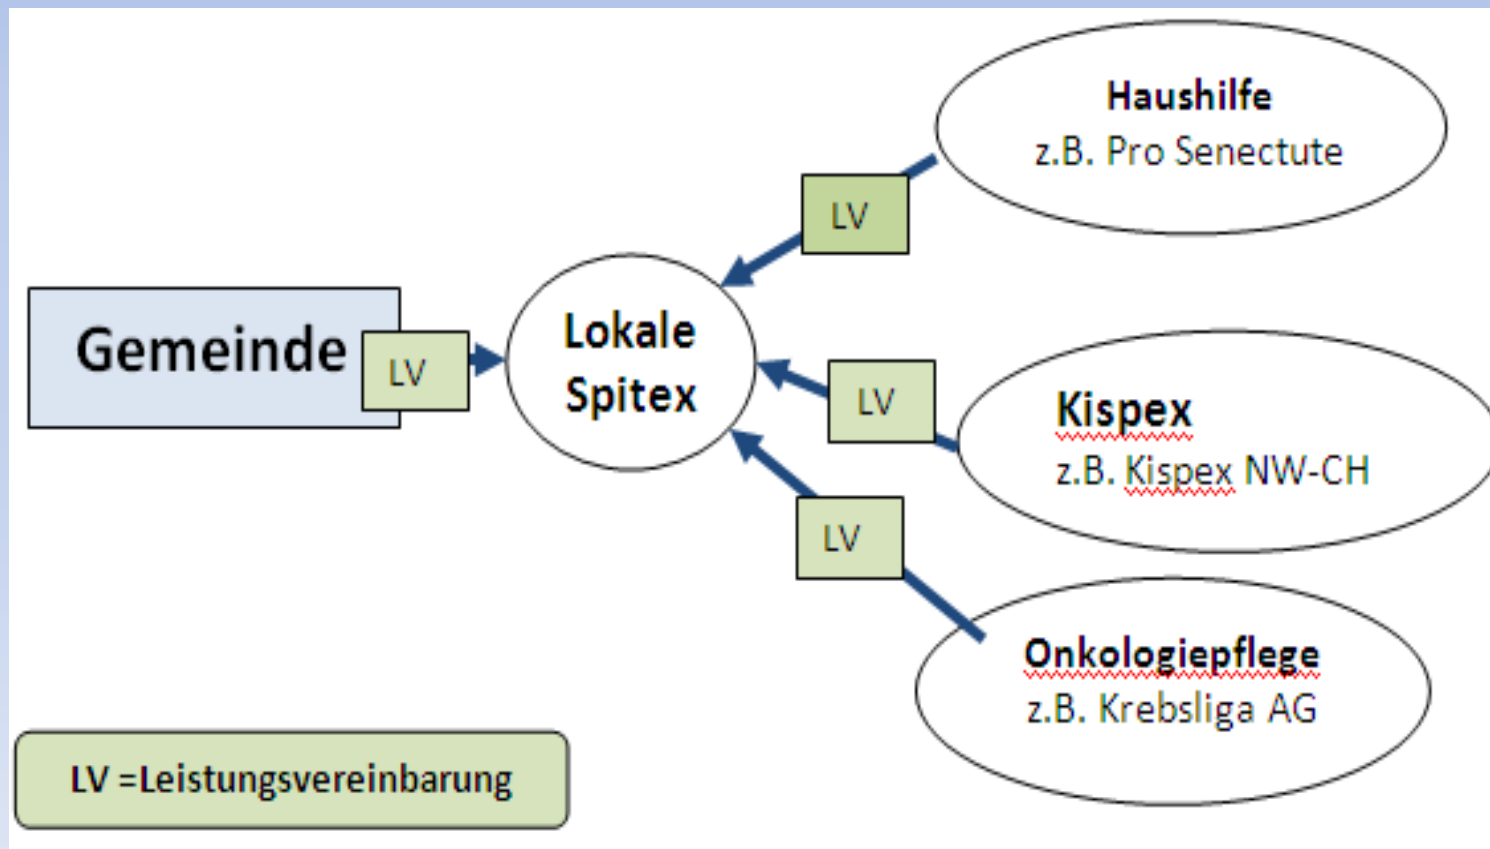 Haushilfe
z.B. Pro Senectute
LV
Gemeinde
LV
Lokale
Spitex
LV
Kispex
z.B. Kispex NW-CH
LV
Onkologiepflege
z.B. Krebsliga AG
LV =Leistungsvereinbarung